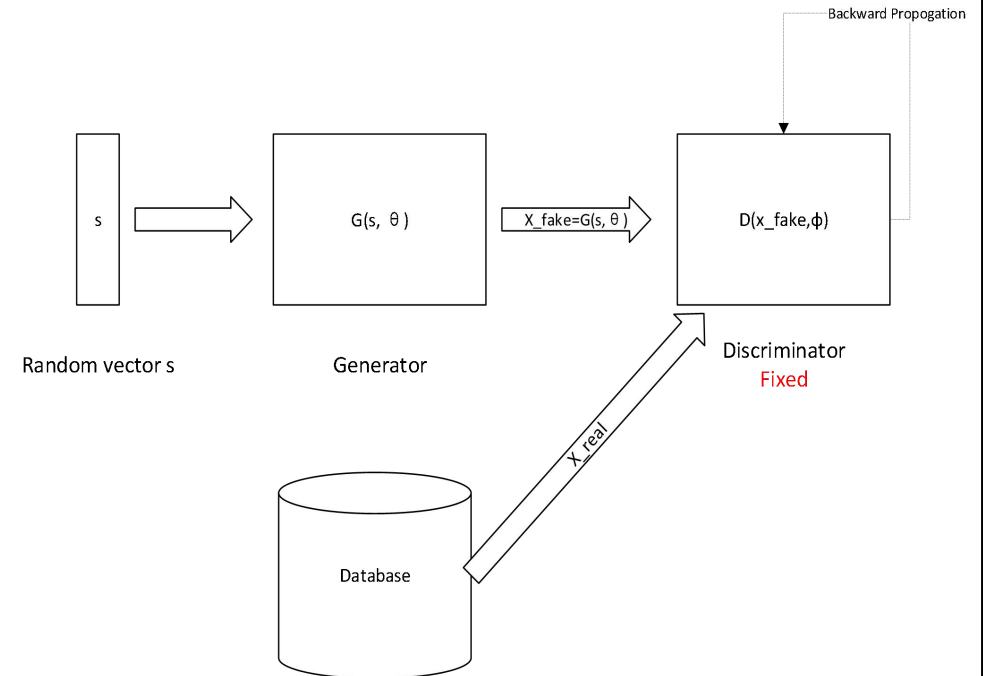 Backward Propogation
s
G(s, θ)
X_fake=G(s,θ)
D(x_fake,ϕ)
Random vector s
Generator
Discriminator
Fixed
X_real
Database